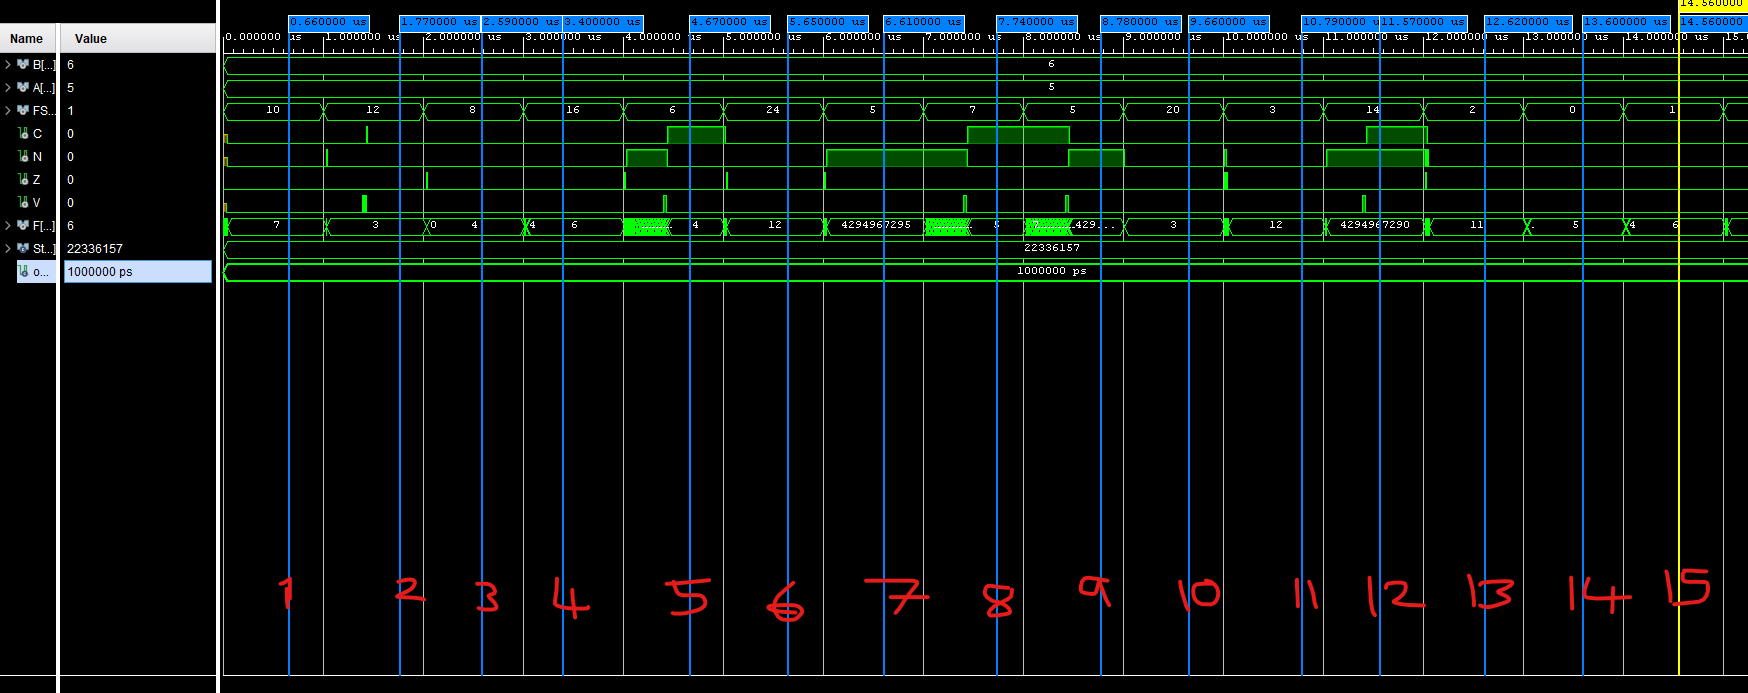 14.560000 us
0.660000 us 1.770000 us 2.590000 us 3.400000 us 4.670000 us 5.650000 us 6.610000 us 7.740000 us 8.780000 us 9.660000 us 10.790000 u 11.570000 us 12.620000 us 13.600000 us 14.560000 us
Name Value 0.000000 us 1.000000 us 2.000000 us 3.000000 us 4.000000 us 5.000000 us 6.000000 us 7.000000 us 8.000000 us 9.000000 us 10.000000 us 11.000000 us 12.000000 us 13.000000 us 14.000000 us 15.0
B[...] 6 6
A[...] 5 5
FS... 1 10 12 8 16 6 24 5 7 5 20 3 14 2 0 1
C 0
N 0
Z 0
V 0
F[...] 6 7 3 0 4 4 6 4 12 4294967295 5 429... 3 12 4294967290 11 5 4 6
St...] 22336157 22336157
o... 1000000 ps 1000000 ps
1 2 3 4 5 6 7 8 9 10 11 12 13 14 15